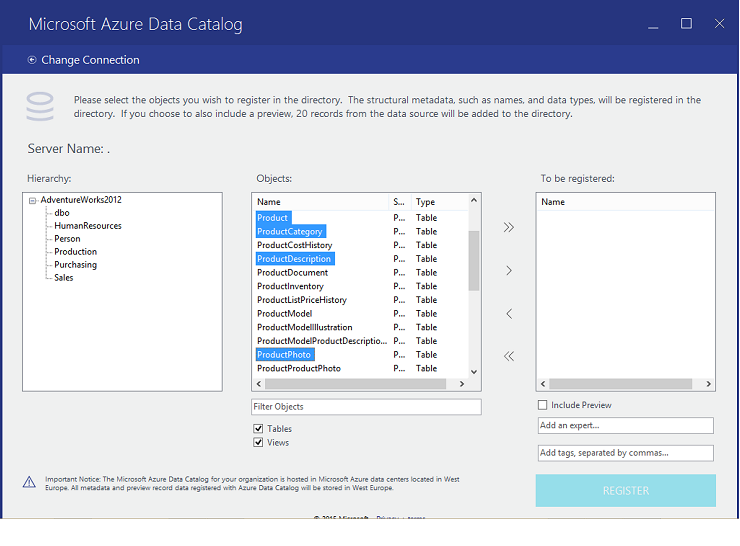 Microsoft Azure Data Catalog
Change Connection
Please select the objects you wish to register in the directory. The structural metadata, such as names, and data types, will be registered in the
directory. If you choose to also include a preview, 20 records from the data source will be added to the directory.
Server Name: .
Hierarchy:
AdventureWorks2012
dbo
HumanResources
Person
Production
Purchasing
Sales
Objects:
Name S... Type
Product P... Table
ProductCategory P... Table
ProductCostHistory P... Table
ProductDescription P... Table
ProductDocument P... Table
ProductInventory P... Table
ProductListPriceHistory P... Table
ProductModel P... Table
ProductModelIllustration P... Table
ProductModelProductDescriptio... P... Table
ProductPhoto P... Table
ProductProductPhoto P... Table
Filter Objects
Tables
Views
To be registered:
Name
Include Preview
Add an expert...
Add tags, separated by commas...
REGISTER
Important Notice: The Microsoft Azure Data Catalog for your organization is hosted in Microsoft Azure data centers located in West
Europe. All metadata and preview record data registered with Azure Data Catalog will be stored in West Europe.
© 2015 Microsoft - Privacy + terms